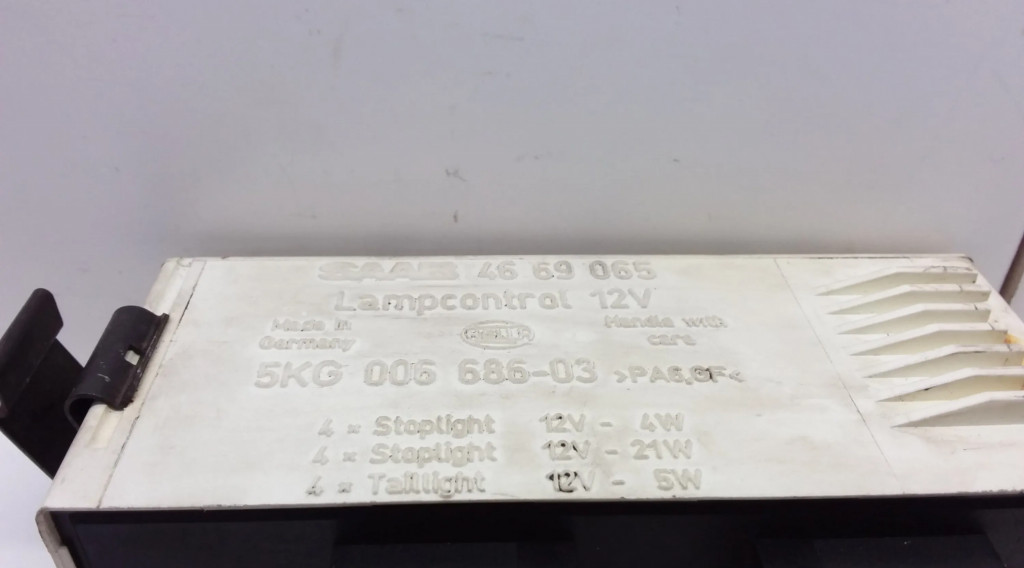 SAAB 46 69 065
Lampcontrol 12V
Made in Germany
HELLA
Handle with care
5KG 006 686-03 >PA6,GF<
4 x Stoplight 12V - 4W
4 x Stoplight 12V - 21W
4 x Taillight 12V - 5W